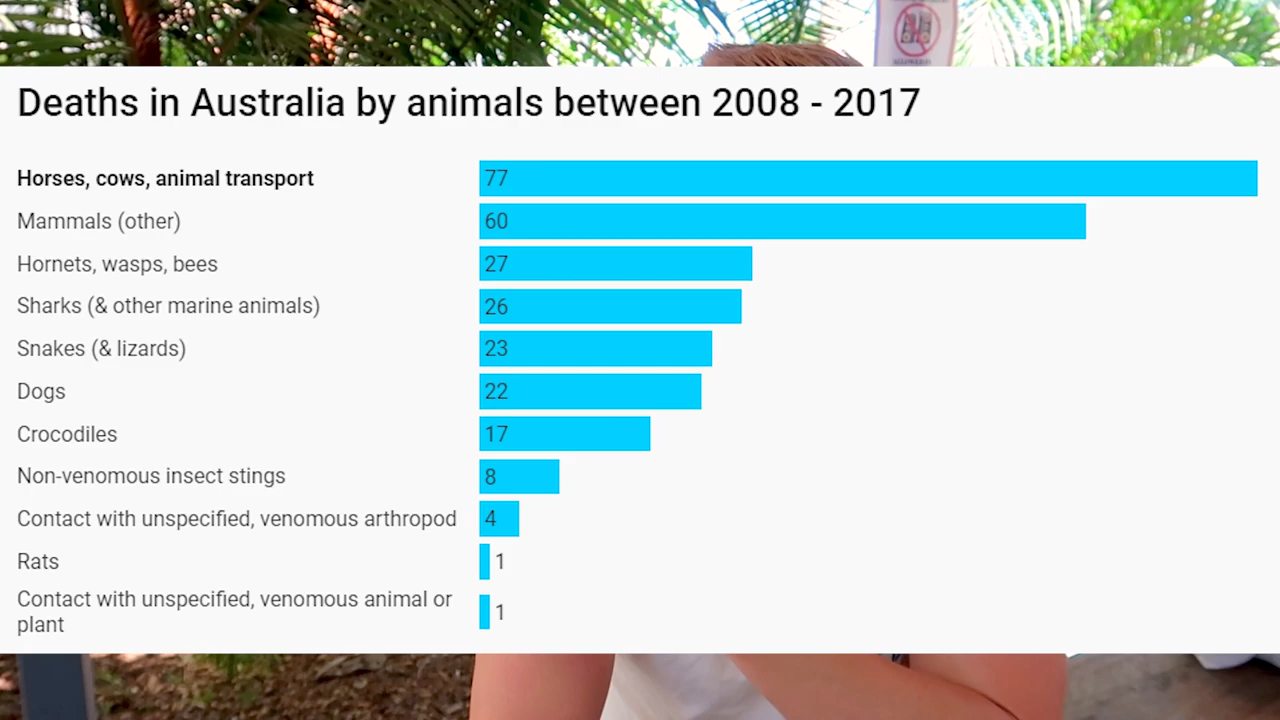 Deaths in Australia by animals between 2008 - 2017
Horses, cows, animal transport 77
Mammals (other) 60
Hornets, wasps, bees 27
Sharks (& other marine animals) 26
Snakes (& lizards) 23
Dogs 22
Crocodiles 17
Non-venomous insect stings 8
Contact with unspecified, venomous arthropod 4
Rats 1
Contact with unspecified, venomous animal or
plant 1